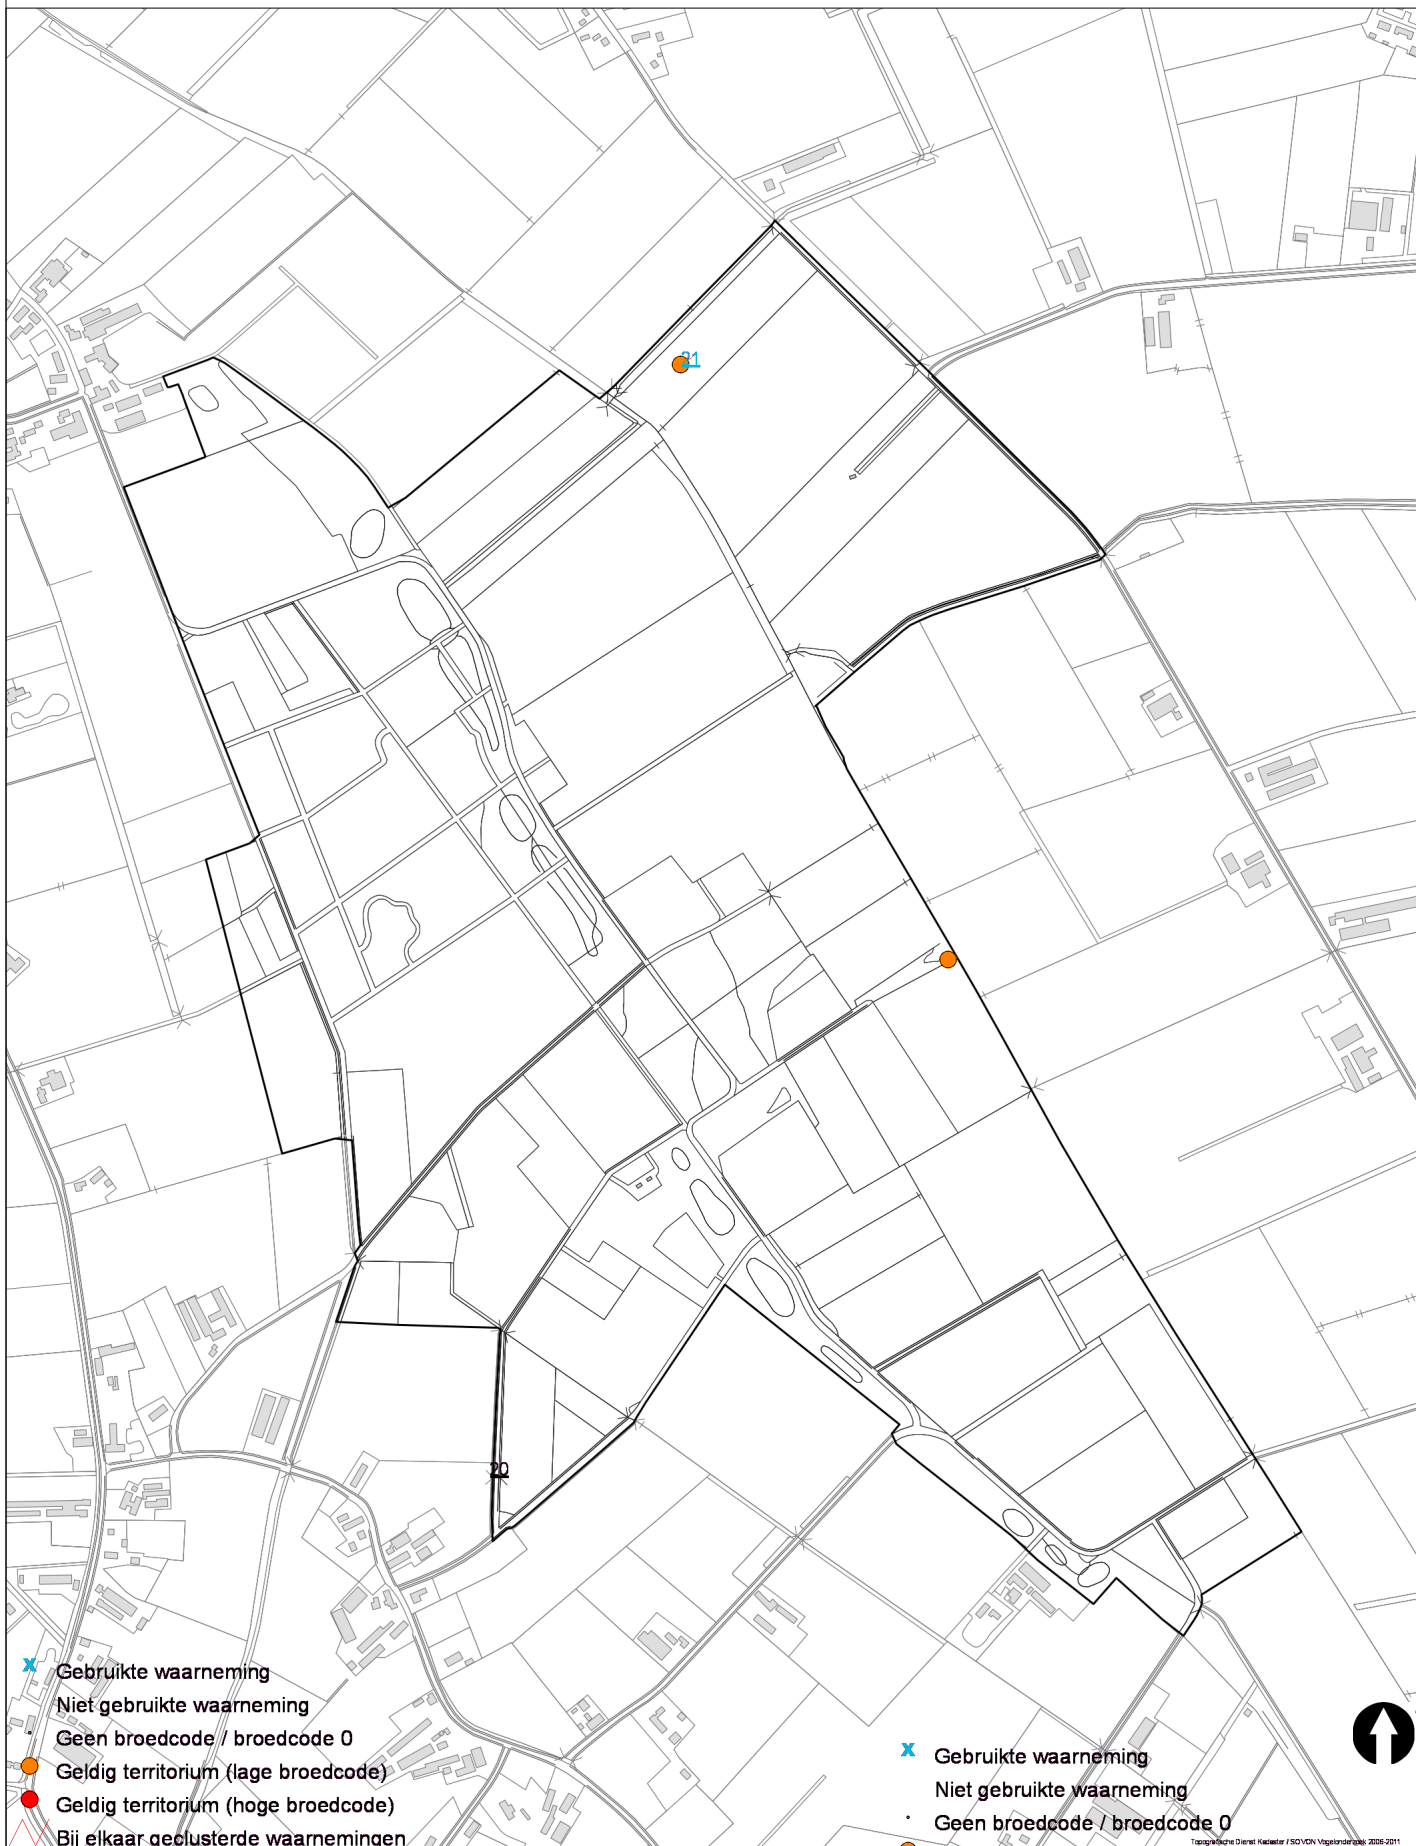 21
20
x Gebruikte waarneming
Niet gebruikte waarneming
Geen broedcode / broedcode 0
Geldig territorium (lage broedcode)
Geldig territorium (hoge broedcode)
Bij elkaar geclusterde waarnemingen
x Gebruikte waarneming
Niet gebruikte waarneming
Geen broedcode / broedcode 0
Topografische Dienst Kadaster / SOVON Vogelonderzoek 2006-2011